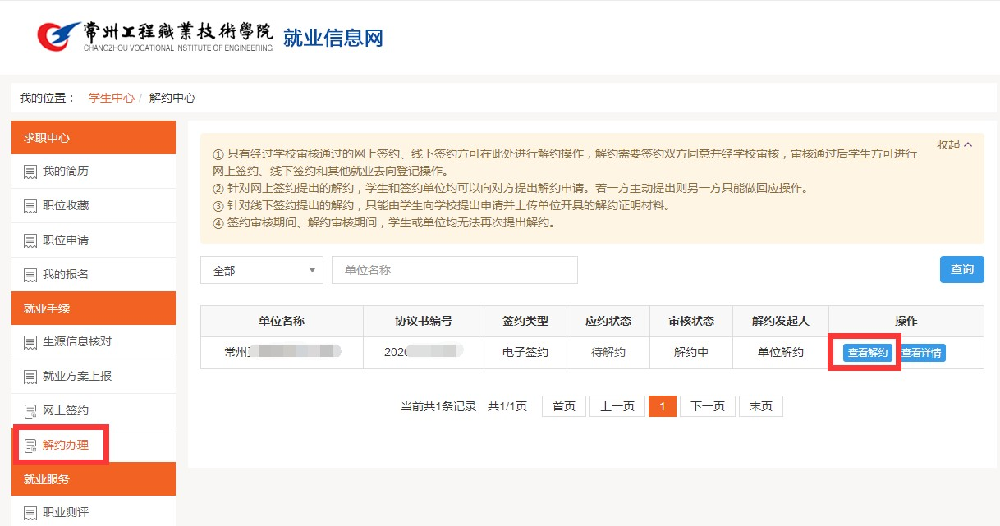 常州工程職業技術學院 就业信息网
CHANGZHOU VOCATIONAL INSTITUTE OF ENGINEERING
我的位置： 学生中心 / 解约中心
求职中心
我的简历
职位收藏
职位申请
我的报名
就业手续
生源信息核对
就业方案上报
网上签约
解约办理
就业服务
职业测评
收起
① 只有经过学校审核通过的网上签约、线下签约方可在此处进行解约操作，解约需要签约双方同意并经学校审核，审核通过后学生方可进行
网上签约、线下签约和其他就业去向登记操作。
② 针对网上签约提出的解约，学生和签约单位均可以向对方提出解约申请。若一方主动提出则另一方只能做回应操作。
③ 针对线下签约提出的解约，只能由学生向学校提出申请并上传单位开具的解约证明材料。
④ 签约审核期间、解约审核期间，学生或单位均无法再次提出解约。
全部 单位名称 查询
单位名称 协议书编号 签约类型 应约状态 审核状态 解约发起人 操作
常州 2020 电子签约 待解约 解约中 单位解约 查看解约 查看详情
当前共1条记录 共1/1页 首页 上一页 1 下一页 末页